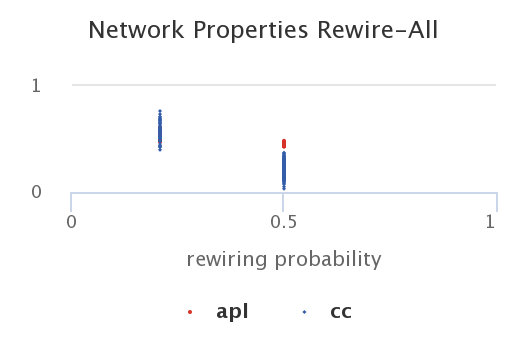 Network Properties Rewire-All
1
0
0 0.5 1
rewiring probability
apl cc